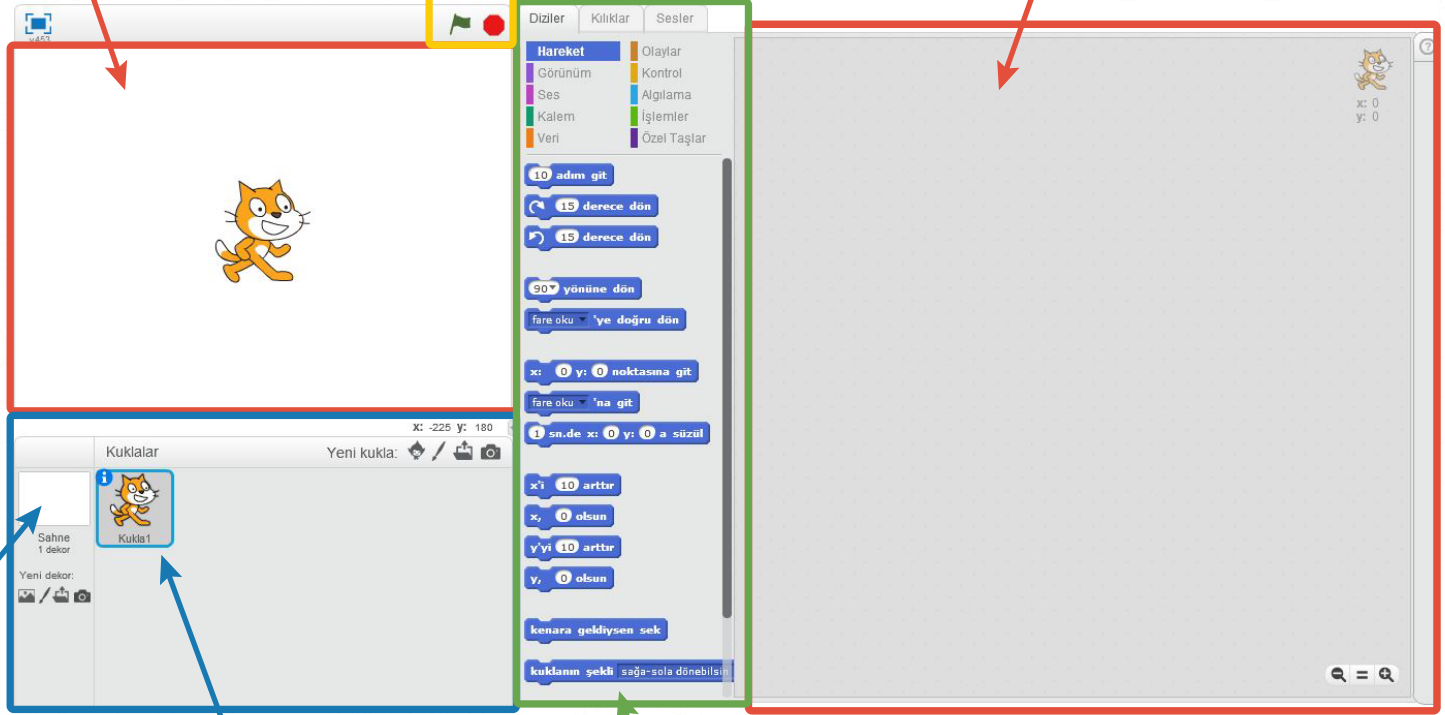 v453
Diziler Kılıklar Sesler
Hareket Olaylar
Görünüm Kontrol
Ses Algılama
Kalem İşlemler
Veri Özel Taşlar
10 adım git
15 derece dön
15 derece dön
90 yönüne dön
fare oku 'ye doğru dön
x: 0 y: 0 noktasına git
fare oku 'na git
1 sn.de x: 0 y: 0 a süzül
x'i 10 arttır
x, 0 olsun
y'yi 10 arttır
y, 0 olsun
kenara geldiysen sek
kuklanın şekli sağa-sola dönebilsin
x: 0
y: 0
X: -225 y: 180
Kuklalar Yeni kukla:
Sahne
1 dekor
Yeni dekor:
Kukla1